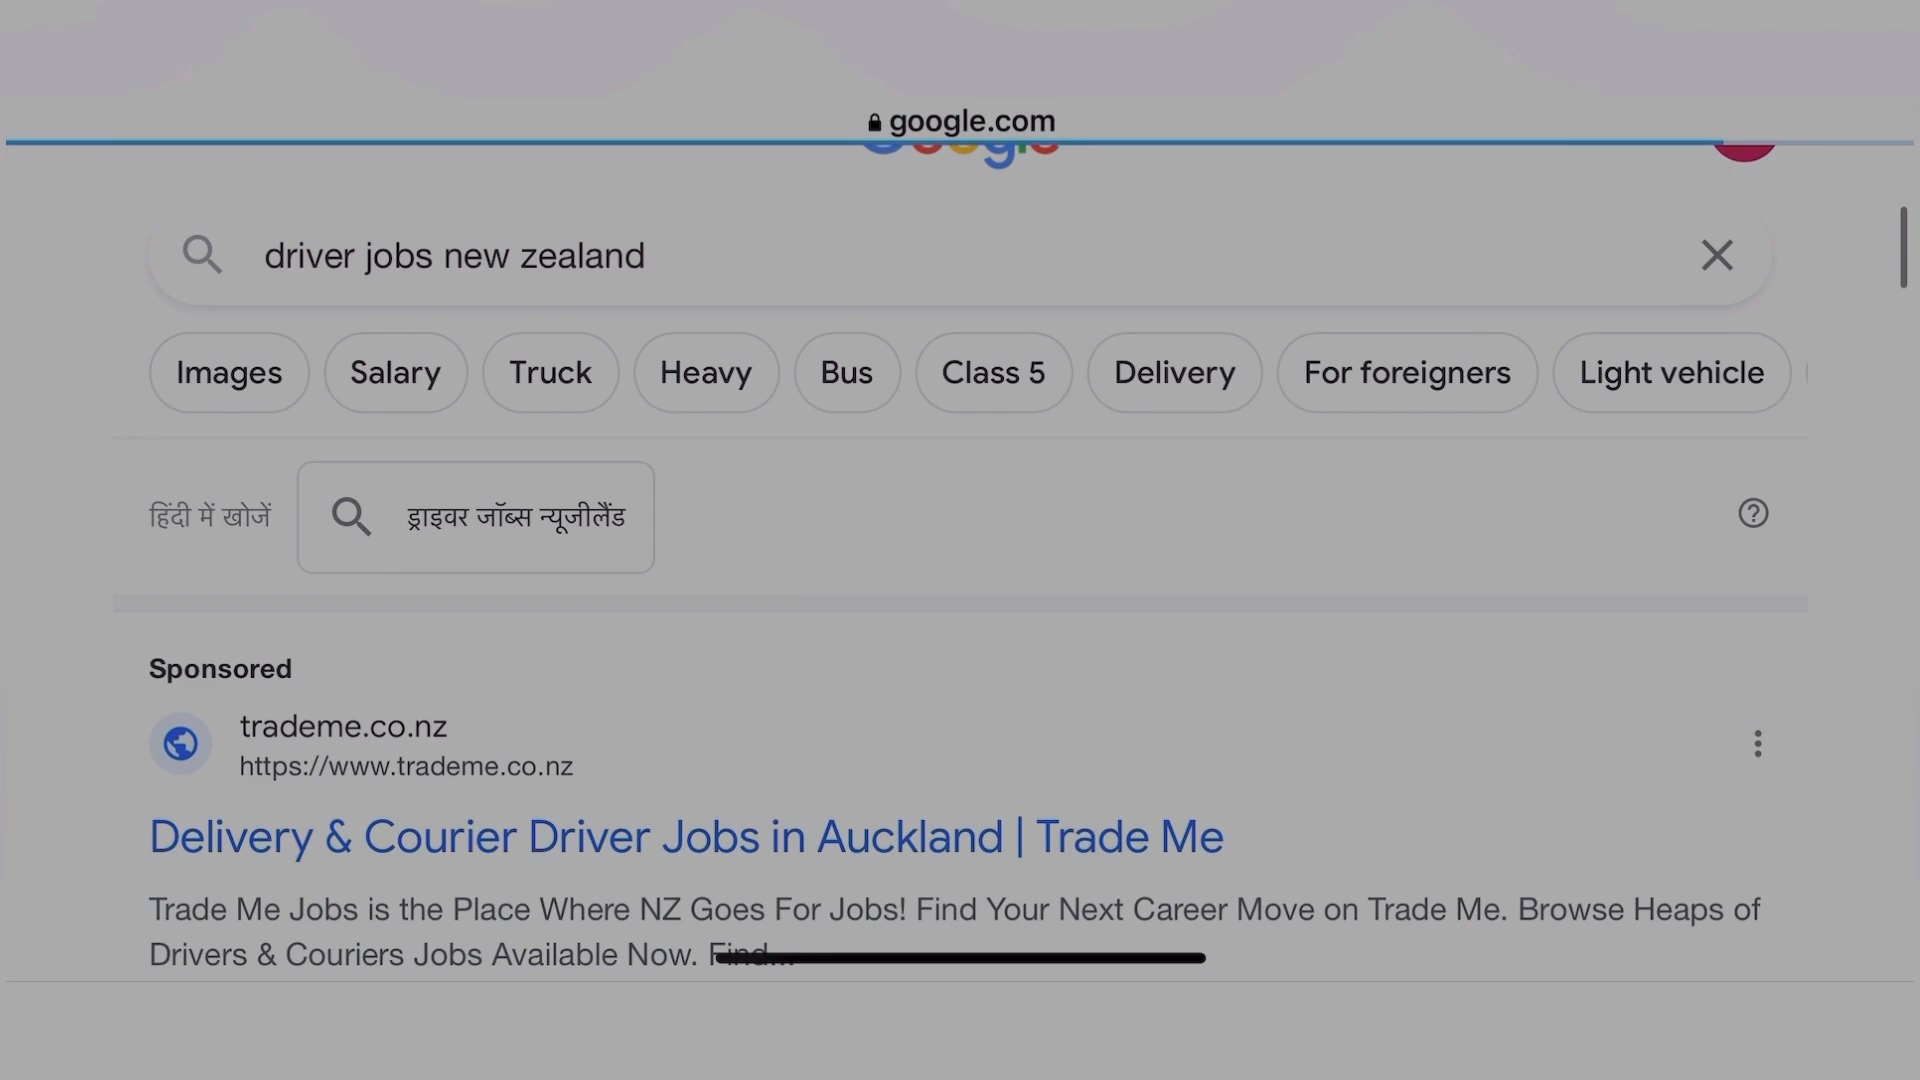 google.com
driver jobs new zealand
Images Salary Truck Heavy Bus Class 5 Delivery For foreigners Light vehicle
हिंदी में खोजें ड्राइवर जॉब्स न्यूजीलैंड
Sponsored
trademe.co.nz
https://www.trademe.co.nz
Delivery & Courier Driver Jobs in Auckland | Trade Me
Trade Me Jobs is the Place Where NZ Goes For Jobs! Find Your Next Career Move on Trade Me. Browse Heaps of
Drivers & Couriers Jobs Available Now. Find...